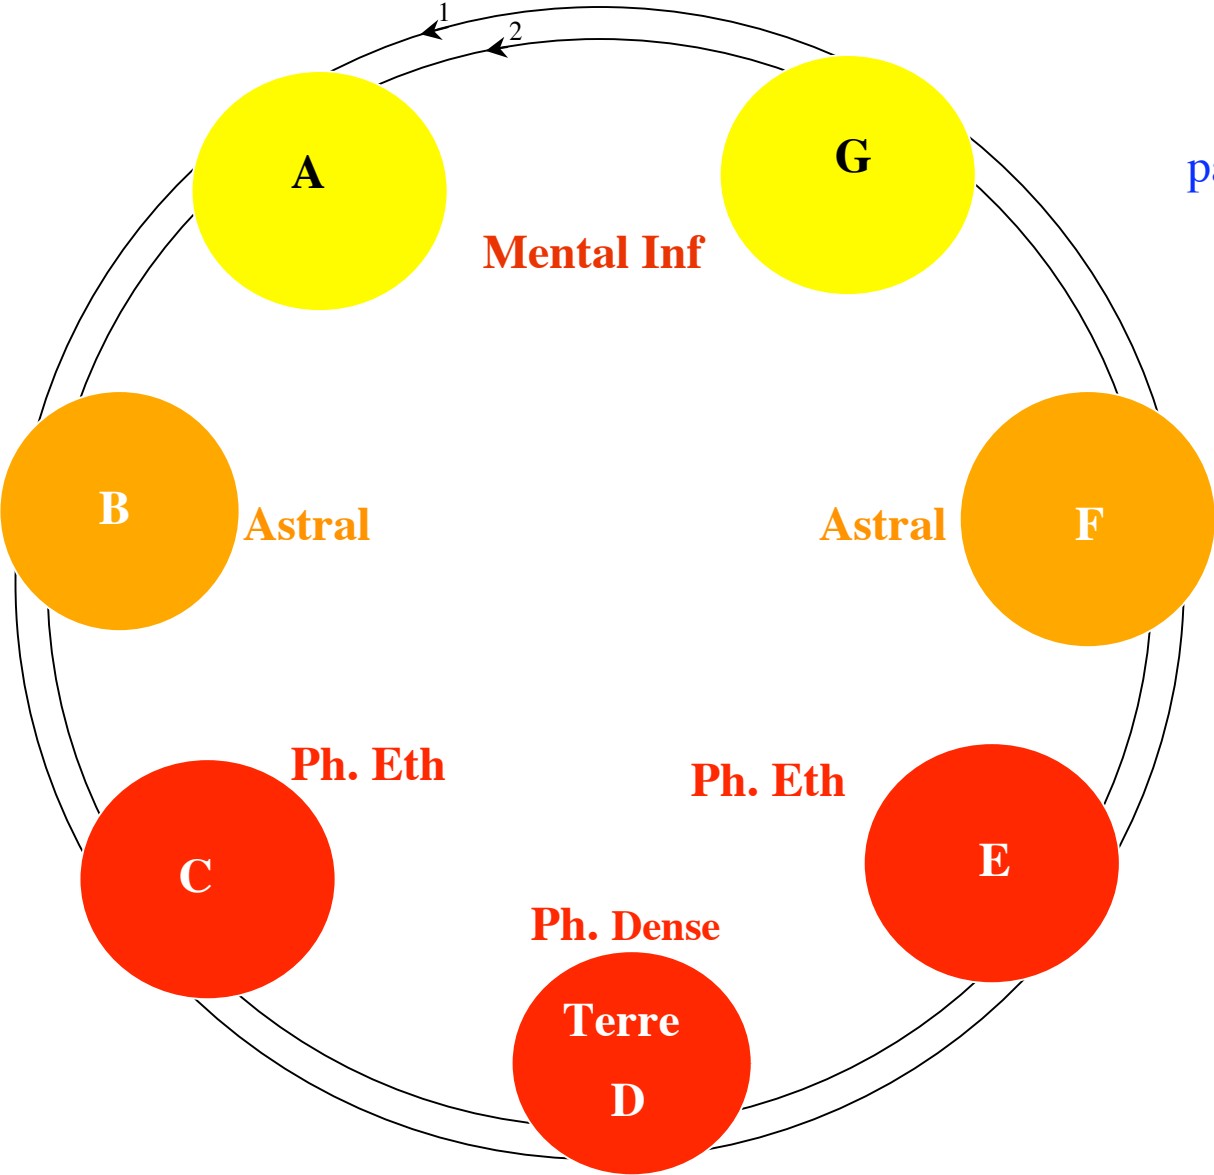 1
2
A
G
Mental Inf
B
Astral
Astral
F
Ph. Eth
Ph. Eth
C
E
Ph. Dense
Terre
D